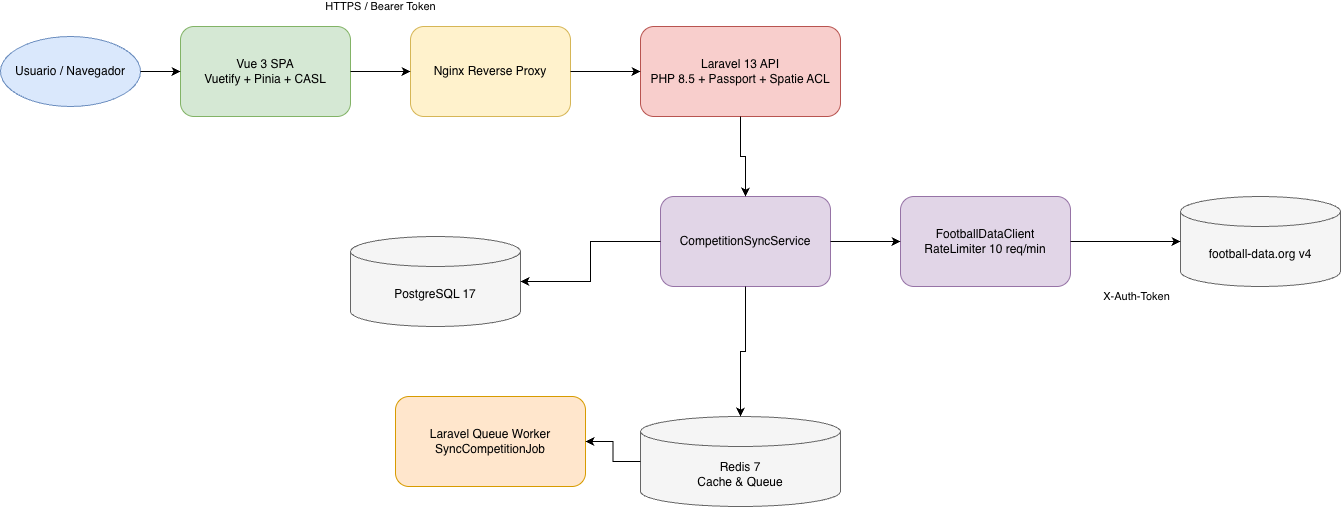 HTTPS / Bearer Token
Usuario / Navegador
Vue 3 SPA
Vuetify + Pinia + CASL
Nginx Reverse Proxy
Laravel 13 API
PHP 8.5 + Passport + Spatie ACL
CompetitionSyncService
FootballDataClient
RateLimiter 10 req/min
football-data.org v4
X-Auth-Token
PostgreSQL 17
Laravel Queue Worker
SyncCompetitionJob
Redis 7
Cache & Queue